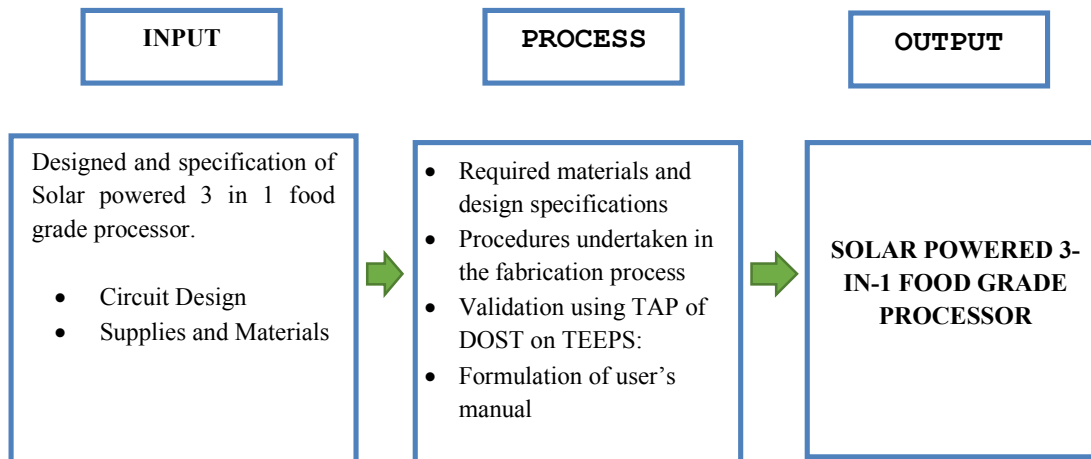 INPUT
PROCESS
OUTPUT
Designed and specification of
Solar powered 3 in 1 food
grade processor.
• Circuit Design
• Supplies and Materials
• Required materials and
design specifications
• Procedures undertaken in
the fabrication process
• Validation using TAP of
DOST on TEEPS:
• Formulation of user's
manual
SOLAR POWERED 3-
IN-1 FOOD GRADE
PROCESSOR